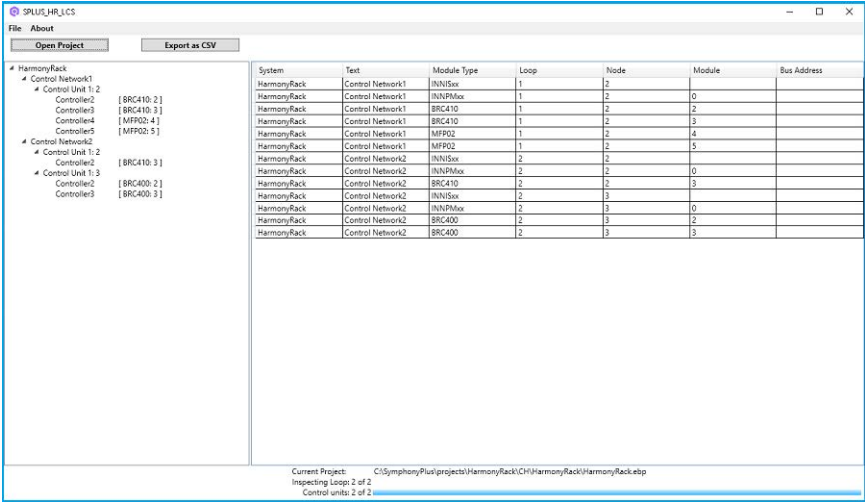 SPLUS_HR_LCS
File About
Open Project Export as CSV
HarmonyRack
Control Network1
Control Unit 1: 2
Controller2 [ BRC410: 2 ]
Controller3 [ BRC410: 3 ]
Controller4 [ MFP02: 4 ]
Controller5 [ MFP02: 5 ]
Control Network2
Control Unit 1: 2
Controller2 [ BRC410: 3 ]
Control Unit 1: 3
Controller2 [ BRC400: 2 ]
Controller3 [ BRC400: 3 ]
System Text Module Type Loop Node Module Bus Address
HarmonyRack Control Network1 INNISxx 1 2
HarmonyRack Control Network1 INNPMxx 1 2 0
HarmonyRack Control Network1 BRC410 1 2 2
HarmonyRack Control Network1 BRC410 1 2 3
HarmonyRack Control Network1 MFP02 1 2 4
HarmonyRack Control Network1 MFP02 1 2 5
HarmonyRack Control Network2 INNISxx 2 2
HarmonyRack Control Network2 INNPMxx 2 2 0
HarmonyRack Control Network2 BRC410 2 2 3
HarmonyRack Control Network2 INNISxx 2 3
HarmonyRack Control Network2 INNPMxx 2 3 0
HarmonyRack Control Network2 BRC400 2 3 2
HarmonyRack Control Network2 BRC400 2 3 3
Current Project: C:\SymphonyPlus\projects\HarmonyRack\CH\HarmonyRack\HarmonyRack.ebp
Inspecting Loop: 2 of 2
Control units: 2 of 2